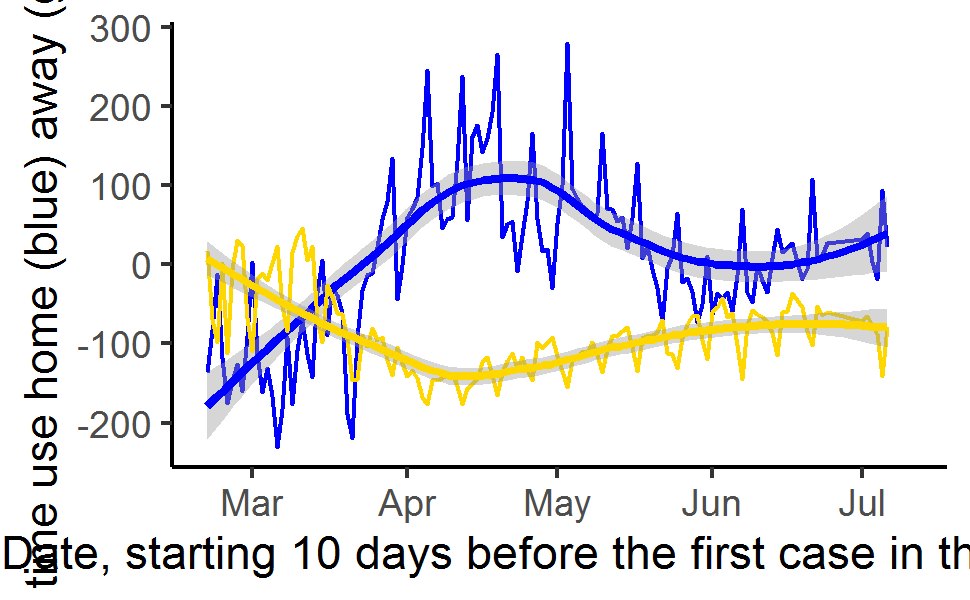 time use home (blue) away (g
300
200
100
0
-100
-200
Mar Apr May Jun Jul
Date, starting 10 days before the first case in th